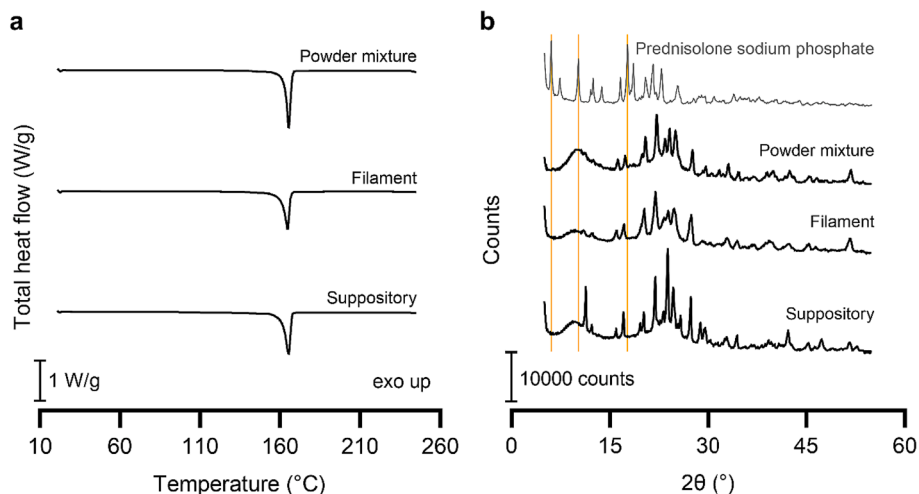 a
Total heat flow (W/g)
Powder mixture
Filament
Suppository
1 W/g
exo up
10 60 110 160 210 260
Temperature (°C)
b
Counts
Prednisolone sodium phosphate
Powder mixture
Filament
Suppository
10000 counts
0 15 30 45 60
2θ (°)